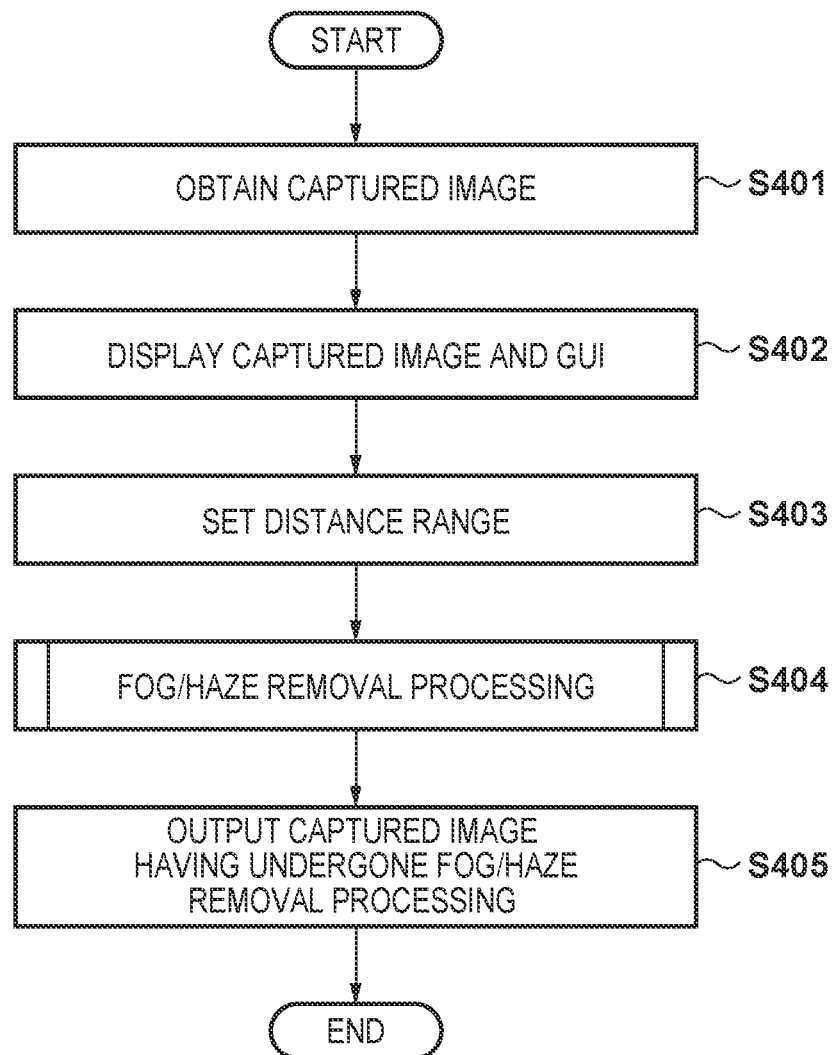 START
OBTAIN CAPTURED IMAGE
S401
DISPLAY CAPTURED IMAGE AND GUI
S402
SET DISTANCE RANGE
S403
FOG/HAZE REMOVAL PROCESSING
S404
OUTPUT CAPTURED IMAGE
HAVING UNDERGONE FOG/HAZE
REMOVAL PROCESSING
S405
END